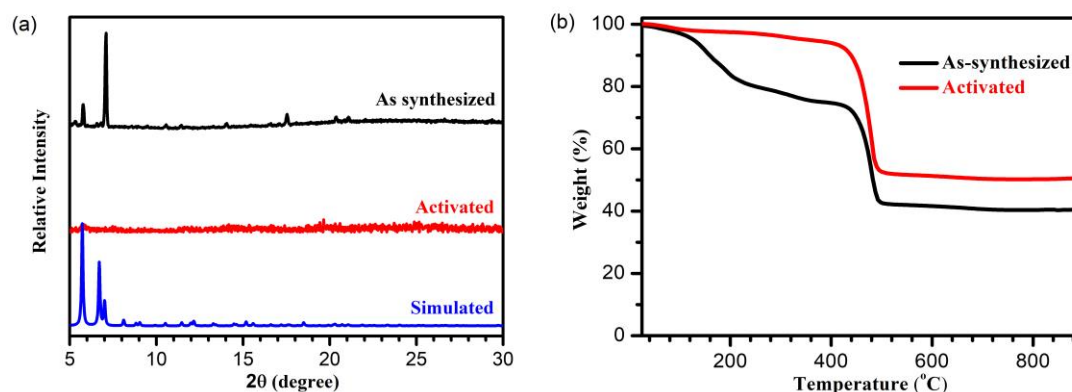 (a)
Relative Intensity
As synthesized
Activated
Simulated
5 10 15 20 25 30
2θ (degree)
(b)
Weight (%)
100
80
60
40
20
0
As-synthesized
Activated
200 400 600 800
Temperature (°C)